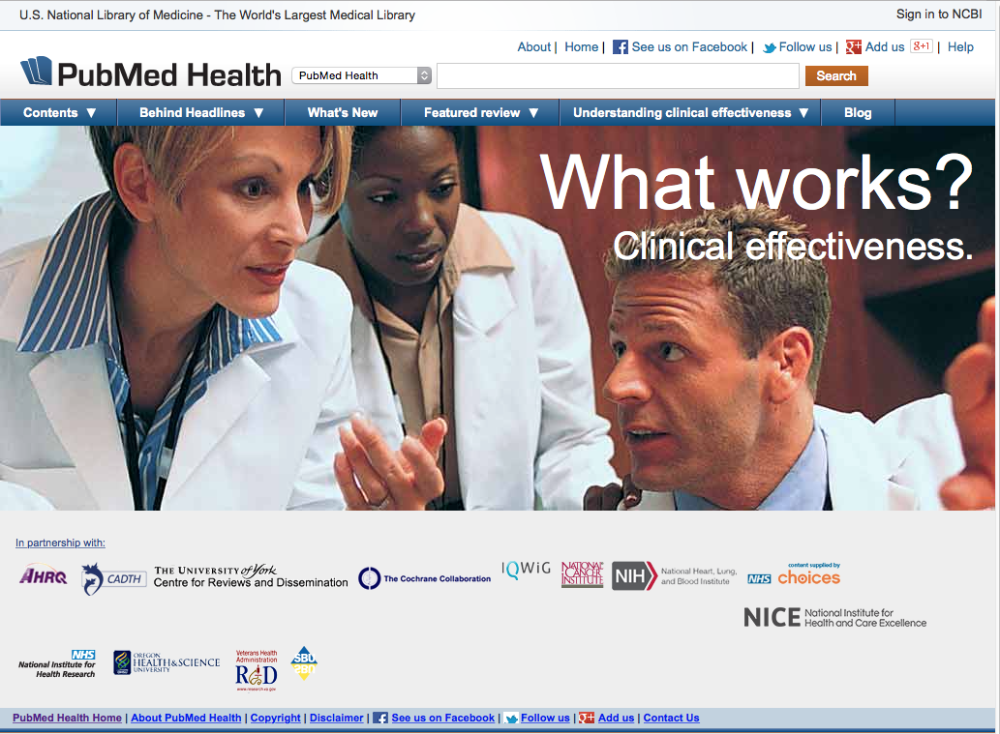 U.S. National Library of Medicine - The World's Largest Medical Library
Sign in to NCBI
About | Home | See us on Facebook | Follow us | Add us +1 | Help
PubMed Health
PubMed Health
Search
Contents ▼
Behind Headlines ▼
What's New
Featured review ▼
Understanding clinical effectiveness ▼
Blog
What works?
Clinical effectiveness.
In partnership with:
AHRQ
CADTH
THE UNIVERSITY of York
Centre for Reviews and Dissemination
The Cochrane Collaboration
IQWiG
NATIONAL
CANCER
INSTITUTE
NIH
National Heart, Lung,
and Blood Institute
content supplied by
NHS choices
NICE
National Institute for
Health and Care Excellence
NHS
National Institute for
Health Research
OREGON
HEALTH&SCIENCE
UNIVERSITY
Veterans Health
Administration
R&D
www.research.va.gov
SBU
PubMed Health Home | About PubMed Health | Copyright | Disclaimer | See us on Facebook | Follow us | Add us | Contact Us